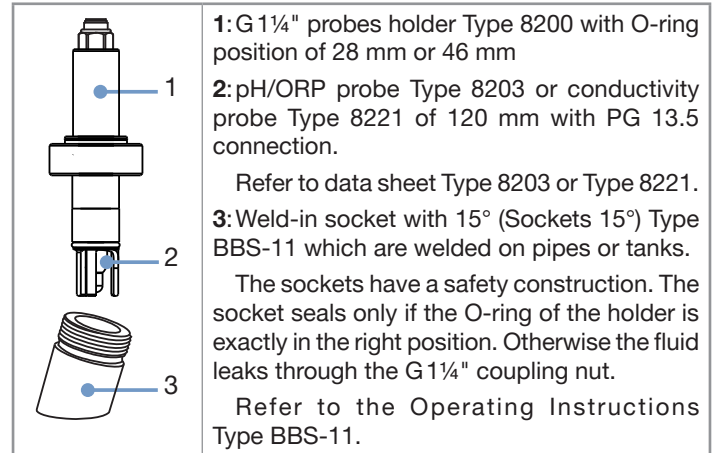 1
2
3
1: G 1¼" probes holder Type 8200 with O-ring
position of 28 mm or 46 mm
2: pH/ORP probe Type 8203 or conductivity
probe Type 8221 of 120 mm with PG 13.5
connection.
Refer to data sheet Type 8203 or Type 8221.
3: Weld-in socket with 15° (Sockets 15°) Type
BBS-11 which are welded on pipes or tanks.
The sockets have a safety construction. The
socket seals only if the O-ring of the holder is
exactly in the right position. Otherwise the fluid
leaks through the G 1¼" coupling nut.
Refer to the Operating Instructions
Type BBS-11.